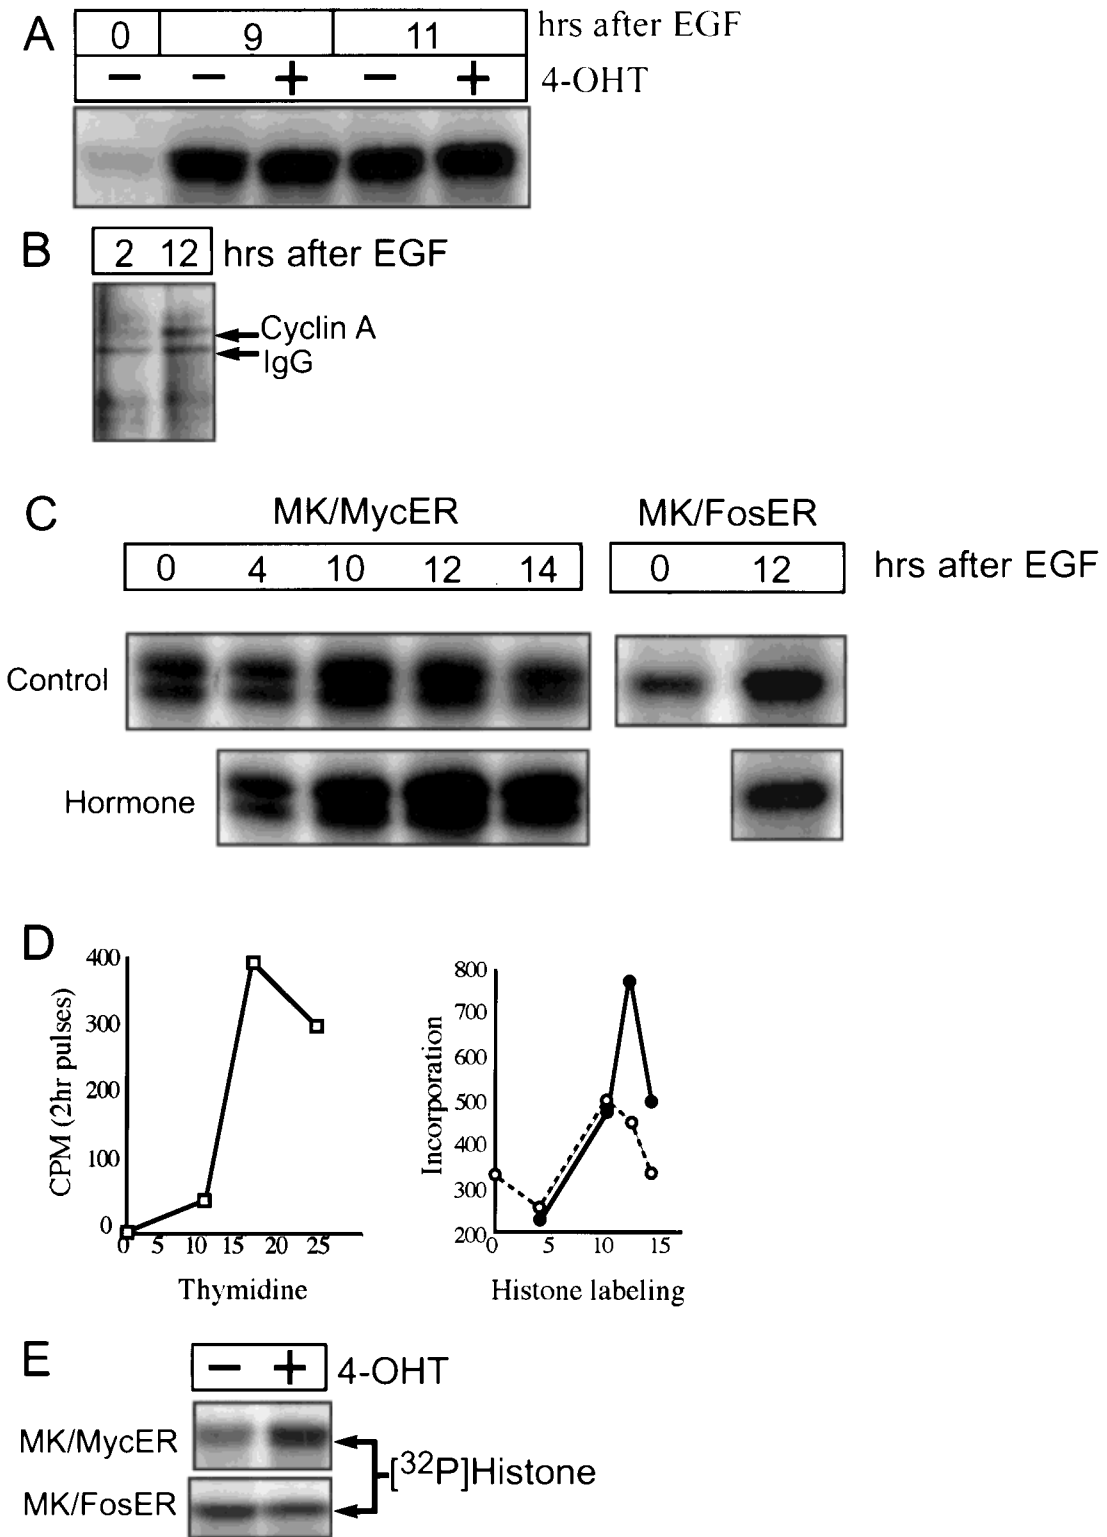 A
0 9 11 hrs after EGF
− − + − + 4-OHT
B
2 12 hrs after EGF
Cyclin A
IgG
C
MK/MycER MK/FosER
0 4 10 12 14 0 12 hrs after EGF
Control
Hormone
D
CPM (2hr pulses)
400
300
200
100
0
0 5 10 15 20 25
Thymidine
Incorporation
800
700
600
500
400
300
200
0 5 10 15
Histone labeling
E
− + 4-OHT
MK/MycER
[³²P]Histone
MK/FosER